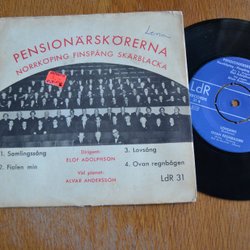 Lena
PENSIONÄRSKÖRERNA
NORRKÖPING FINSPÅNG SKÄRBLACKA
1. Samlingssång
2. Fiolen min
Dirigent:
ELOF ADOLPHSON
Vid pianot:
ALVAR ANDERSSON
3. Lovsång
4. Ovan regnbågen
LdR 31
LdR